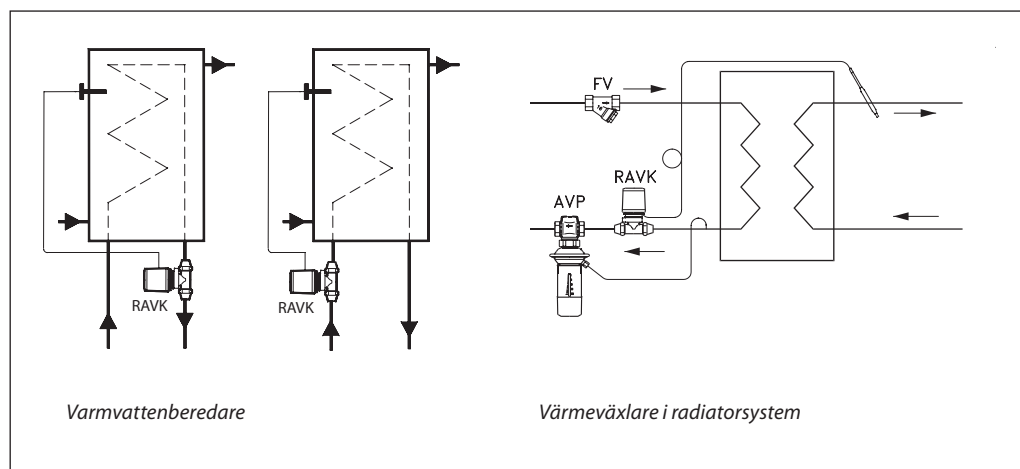 FV
RAVK
AVP
RAVK
RAVK
Varmvattenberedare
Värmeväxlare i radiatorsystem